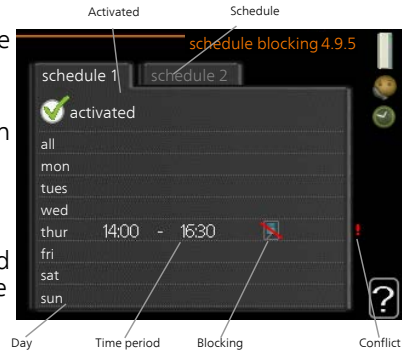 Activated Schedule
e
schedule blocking 4.9.5
schedule 1 schedule 2
activated
n
all
mon
tues
wed
thur 14:00 - 16:30 !
d
fri
sat
e
sun ?
Day Time period Blocking Conflict